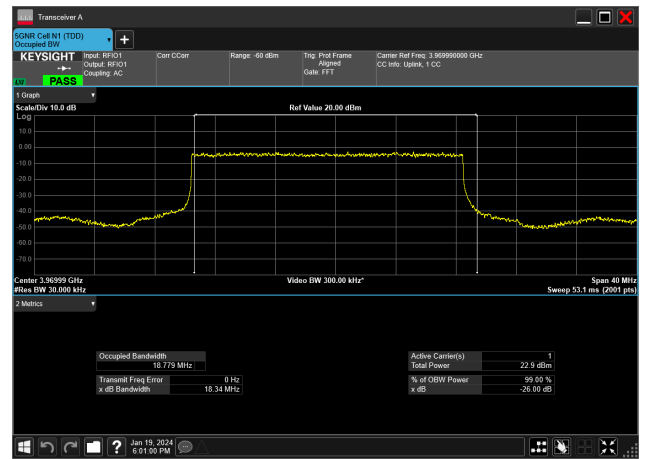 Transceiver A
5GNR Cell N1 (TDD)
Occupied BW
KEYSIGHT
PASS
Input: RFIO1
Output: RFIO1
Coupling: AC
Corr CCorr
Range: -60 dBm
Trig: Prot Frame
Aligned
Gate: FFT
Carrier Ref Freq: 3.969990000 GHz
CC Info: Uplink, 1 CC
1 Graph
Scale/Div 10.0 dB
Ref Value 20.00 dBm
Log
10.0
0.00
-10.0
-20.0
-30.0
-40.0
-50.0
-60.0
-70.0
Center 3.96999 GHz
Video BW 300.00 kHz*
Span 40 MHz
#Res BW 30.000 kHz
Sweep 53.1 ms (2001 pts)
2 Metrics
Occupied Bandwidth
18.779 MHz
Transmit Freq Error 0 Hz
x dB Bandwidth 18.34 MHz
Active Carrier(s) 1
Total Power 22.9 dBm
% of OBW Power 99.00 %
x dB -26.00 dB
?
Jan 19, 2024
6:01:00 PM